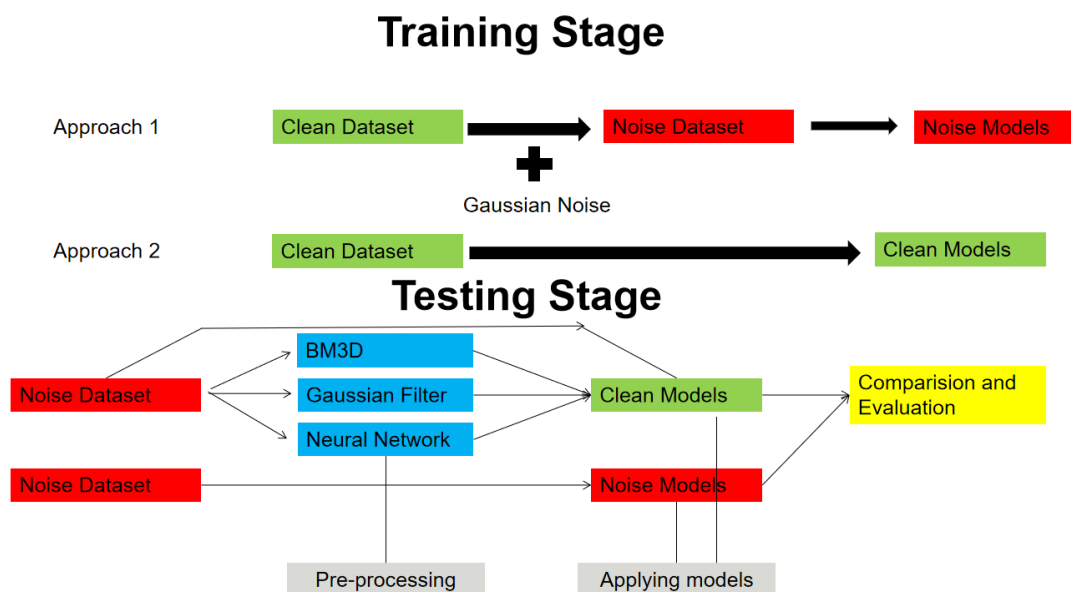 Training Stage
Approach 1
Clean Dataset
Noise Dataset
Noise Models
Gaussian Noise
Approach 2
Clean Dataset
Clean Models
Testing Stage
BM3D
Noise Dataset
Gaussian Filter
Clean Models
Comparision and
Evaluation
Neural Network
Noise Dataset
Noise Models
Pre-processing
Applying models